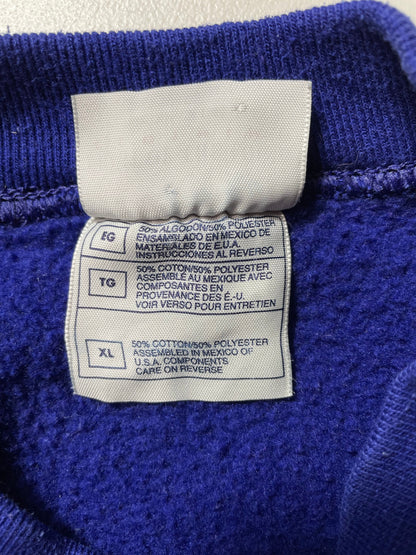 EG
50% ALGODON/50% POLIESTER
ENSAMBLADO EN MEXICO DE
MATERIALES DE E.U.A.
INSTRUCCIONES AL REVERSO
TG
50% COTON/50% POLYESTER
ASSEMBLÉ AU MEXIQUE AVEC
COMPOSANTES EN
PROVENANCE DES É.-U.
VOIR VERSO POUR ENTRETIEN
XL
50% COTTON/50% POLYESTER
ASSEMBLED IN MEXICO OF
U.S.A. COMPONENTS
CARE ON REVERSE